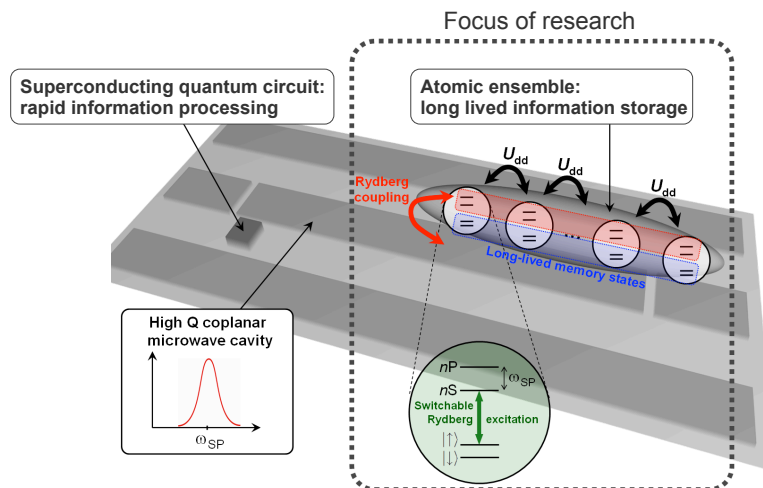 Focus of research
Superconducting quantum circuit:
rapid information processing
Atomic ensemble:
long lived information storage
U_dd
U_dd
U_dd
Rydberg
coupling
...
Long-lived memory states
High Q coplanar
microwave cavity
ω_SP
nP
ω_SP
nS
Switchable
Rydberg excitation
|↑⟩
|↓⟩